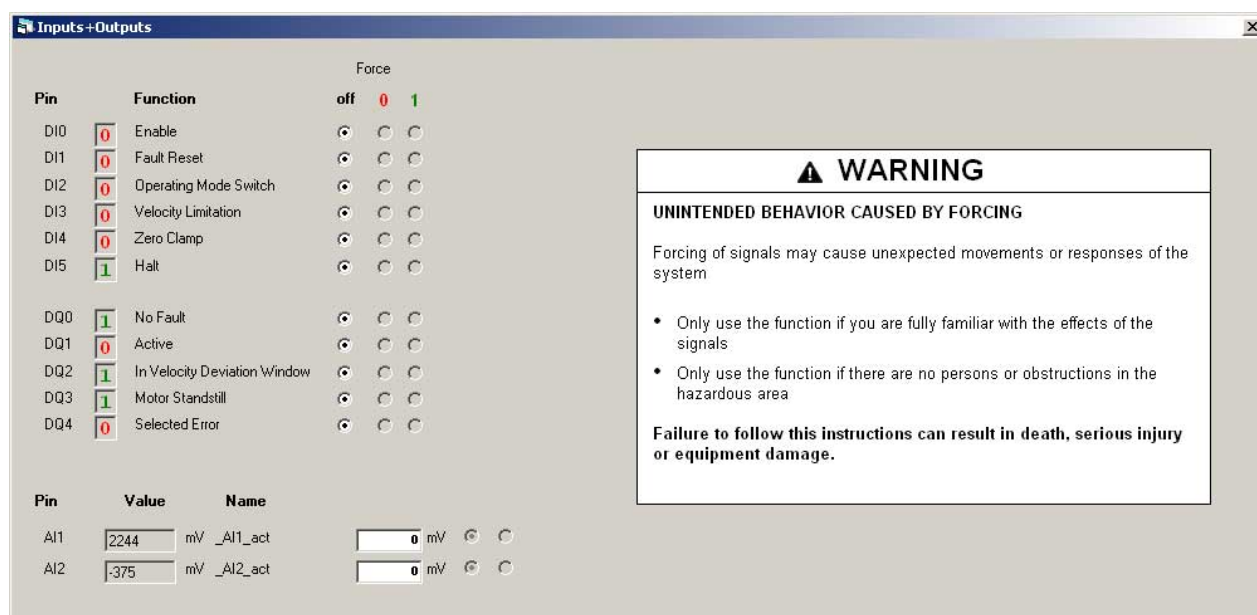 Inputs+Outputs
Force
Pin Function off 0 1
DI0 0 Enable
DI1 0 Fault Reset
DI2 0 Operating Mode Switch
DI3 0 Velocity Limitation
DI4 0 Zero Clamp
DI5 1 Halt
DQ0 1 No Fault
DQ1 0 Active
DQ2 1 In Velocity Deviation Window
DQ3 1 Motor Standstill
DQ4 0 Selected Error
Pin Value Name
AI1 2244 mV _AI1_act 0 mV
AI2 -375 mV _AI2_act 0 mV
WARNING
UNINTENDED BEHAVIOR CAUSED BY FORCING
Forcing of signals may cause unexpected movements or responses of the
system
• Only use the function if you are fully familiar with the effects of the
signals
• Only use the function if there are no persons or obstructions in the
hazardous area
Failure to follow this instructions can result in death, serious injury
or equipment damage.